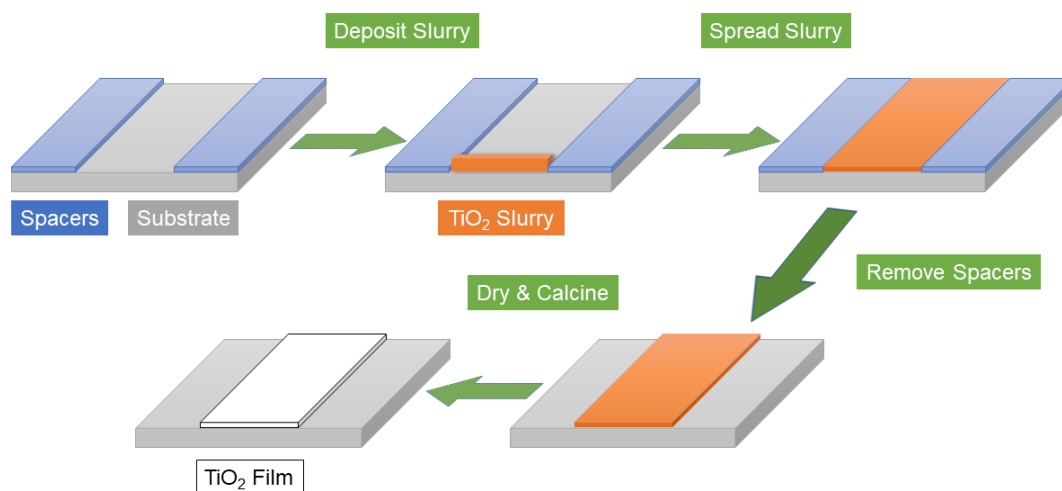 Deposit Slurry
Spread Slurry
Spacers
Substrate
TiO₂ Slurry
Remove Spacers
Dry & Calcine
TiO₂ Film